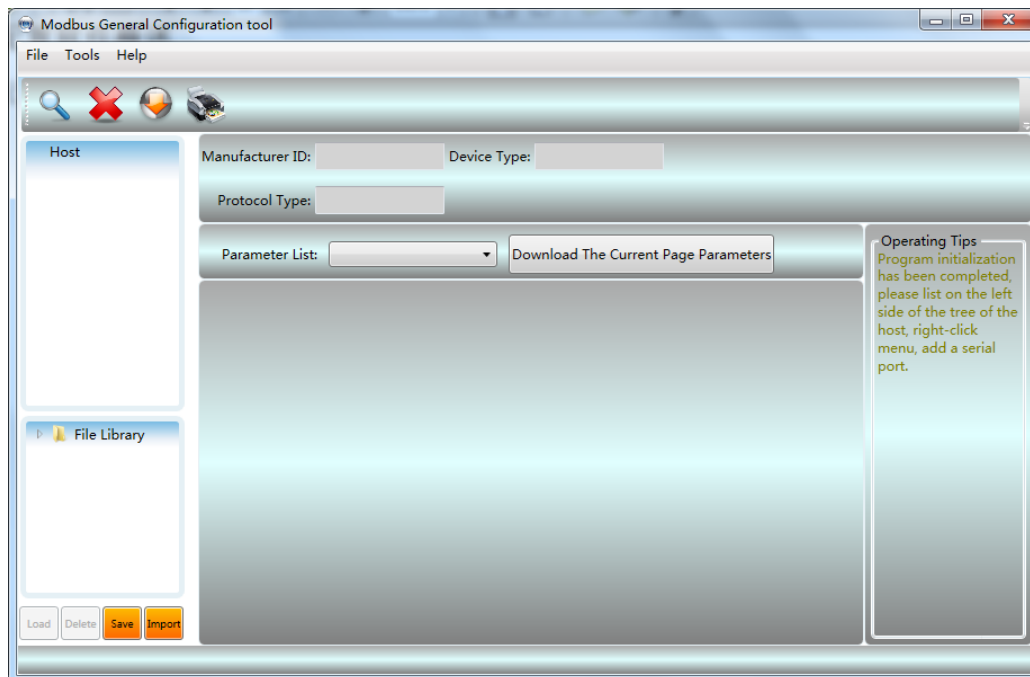 Modbus General Configuration tool
File Tools Help
Host
Manufacturer ID:
Device Type:
Protocol Type:
Parameter List:
Download The Current Page Parameters
Operating Tips
Program initialization
has been completed,
please list on the left
side of the tree of the
host, right-click
menu, add a serial
port.
File Library
Load Delete Save Import